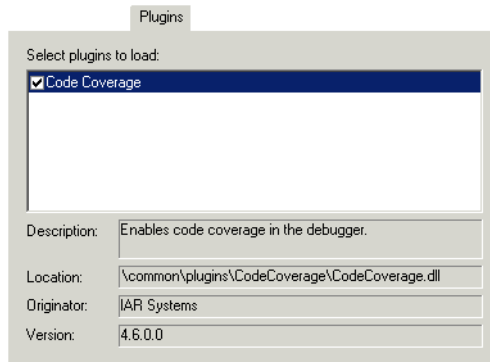 Plugins
Select plugins to load:
Code Coverage
Description: Enables code coverage in the debugger.
Location: \common\plugins\CodeCoverage\CodeCoverage.dll
Originator: IAR Systems
Version: 4.6.0.0